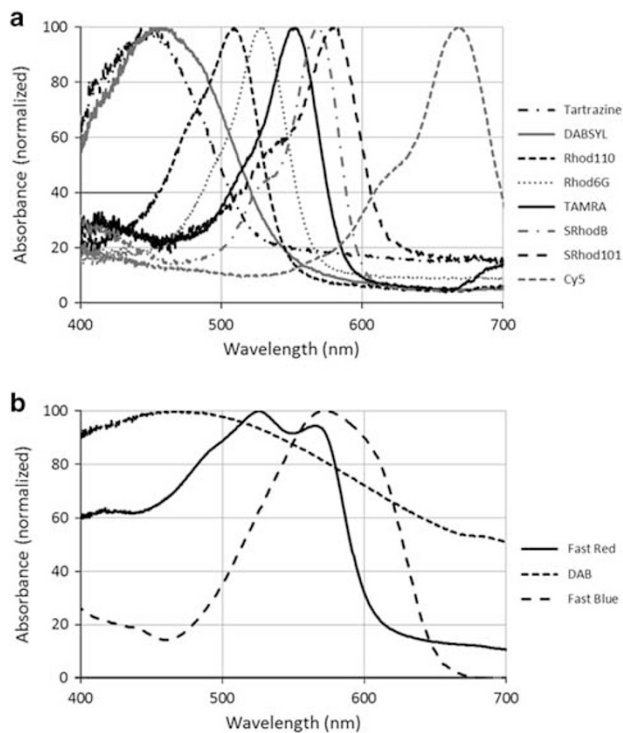 a
Absorbance (normalized)
100
80
60
40
20
0
400
500
600
700
Wavelength (nm)
Tartrazine
DABSYL
Rhod110
Rhod6G
TAMRA
SRhodB
SRhod101
Cy5
b
Absorbance (normalized)
100
80
60
40
20
0
400
500
600
700
Wavelength (nm)
Fast Red
DAB
Fast Blue